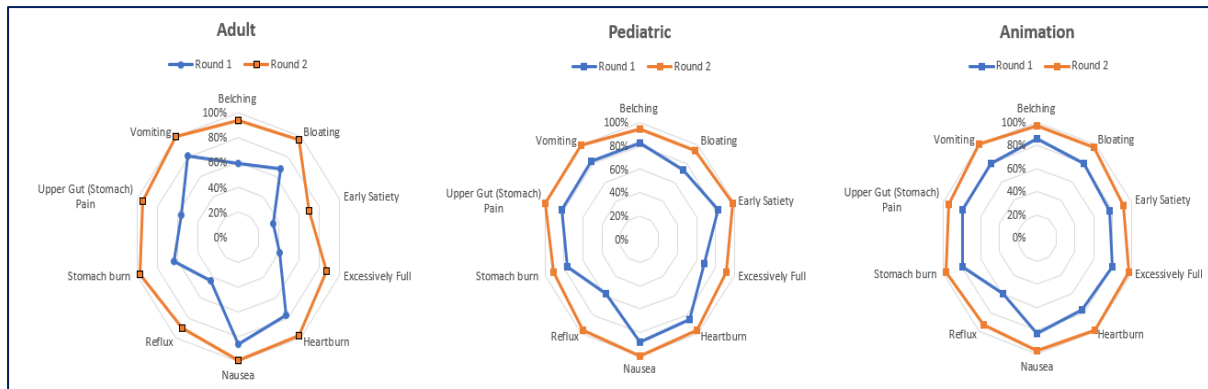 Adult
Round 1
Round 2
Belching
100%
80%
60%
40%
20%
0%
Bloating
Early Satiety
Excessively Full
Heartburn
Nausea
Reflux
Stomach burn
Upper Gut (Stomach)
Pain
Vomiting
Pediatric
Round 1
Round 2
Belching
100%
80%
60%
40%
20%
0%
Bloating
Early Satiety
Excessively Full
Heartburn
Nausea
Reflux
Stomach burn
Upper Gut (Stomach)
Pain
Vomiting
Animation
Round 1
Round 2
Belching
100%
80%
60%
40%
20%
0%
Bloating
Early Satiety
Excessively Full
Heartburn
Nausea
Reflux
Stomach burn
Upper Gut (Stomach)
Pain
Vomiting